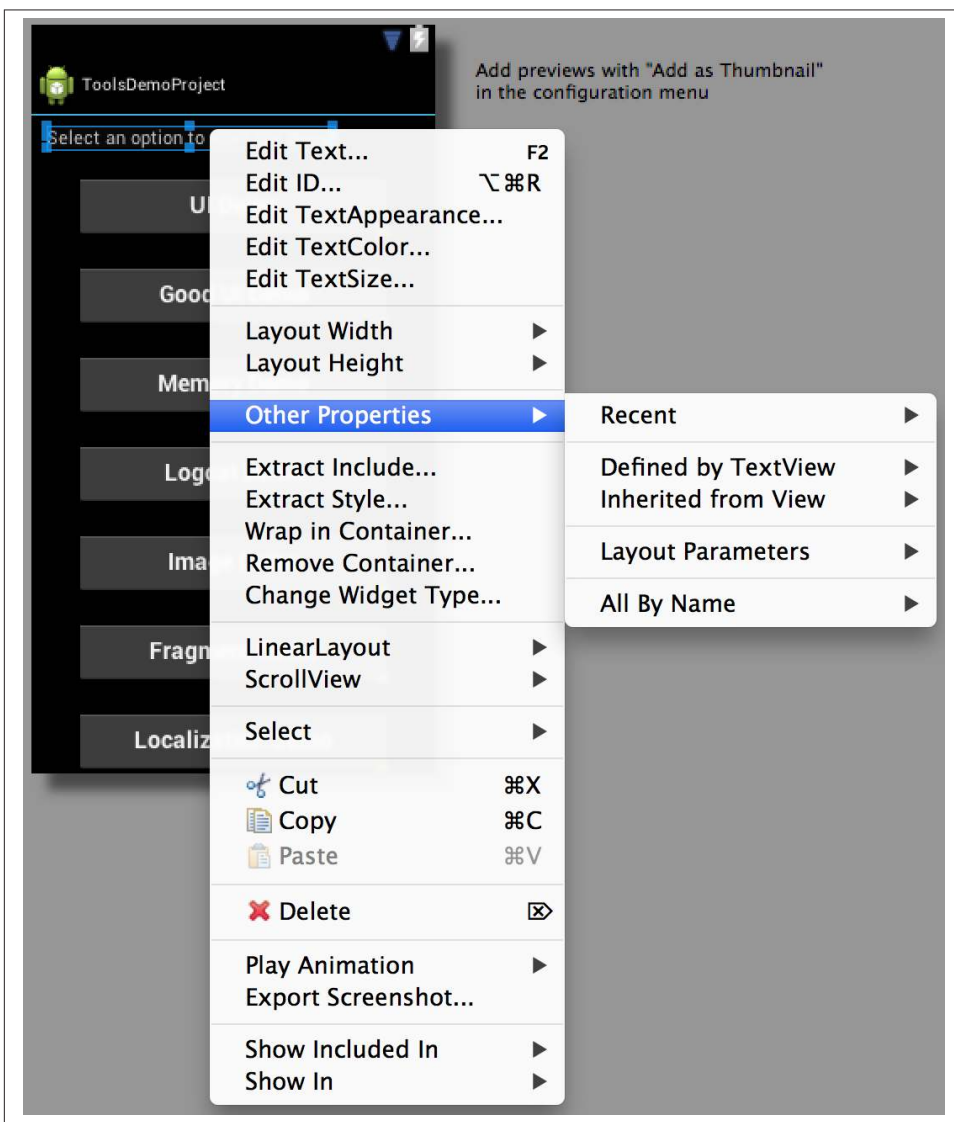 ToolsDemoProject
Add previews with "Add as Thumbnail"
in the configuration menu
Select an option to
Edit Text... F2
Edit ID... ⌥⌘R
Edit TextAppearance...
Edit TextColor...
Edit TextSize...
Layout Width
Layout Height
Other Properties
Extract Include...
Extract Style...
Wrap in Container...
Remove Container...
Change Widget Type...
LinearLayout
ScrollView
Select
Cut ⌘X
Copy ⌘C
Paste ⌘V
Delete ⌦
Play Animation
Export Screenshot...
Show Included In
Show In
Recent
Defined by TextView
Inherited from View
Layout Parameters
All By Name